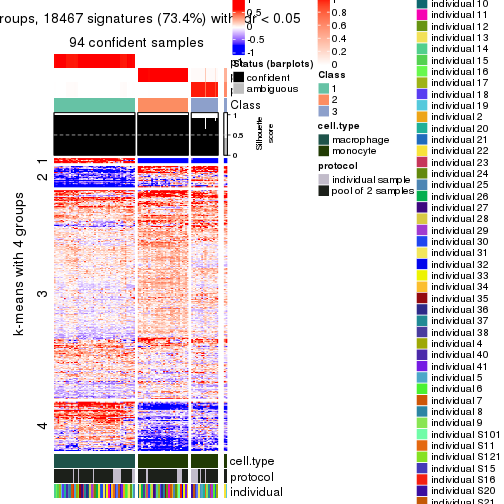 roups, 18467 signatures (73.4%) with fdr < 0.05
94 confident samples
1
0.5
0
-0.5
-1
0.8
0.6
0.4
0.2
0
Status (barplots)
confident
ambiguous
Class
1
2
3
cell.type
macrophage
monocyte
protocol
individual sample
pool of 2 samples
Class
1
0.5
0
Silhouette
score
k-means with 4 groups
1
2
3
4
cell.type
protocol
individual
individual 10
individual 11
individual 12
individual 13
individual 14
individual 15
individual 16
individual 17
individual 18
individual 19
individual 2
individual 20
individual 21
individual 22
individual 23
individual 24
individual 25
individual 26
individual 27
individual 28
individual 29
individual 30
individual 31
individual 32
individual 33
individual 34
individual 35
individual 36
individual 37
individual 38
individual 4
individual 40
individual 41
individual 5
individual 6
individual 7
individual 8
individual 9
individual S101
individual S11
individual S121
individual S15
individual S16
individual S20
individual S21